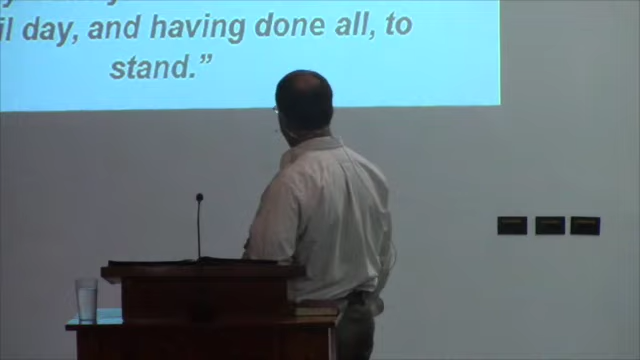 il day, and having done all, to
stand.”